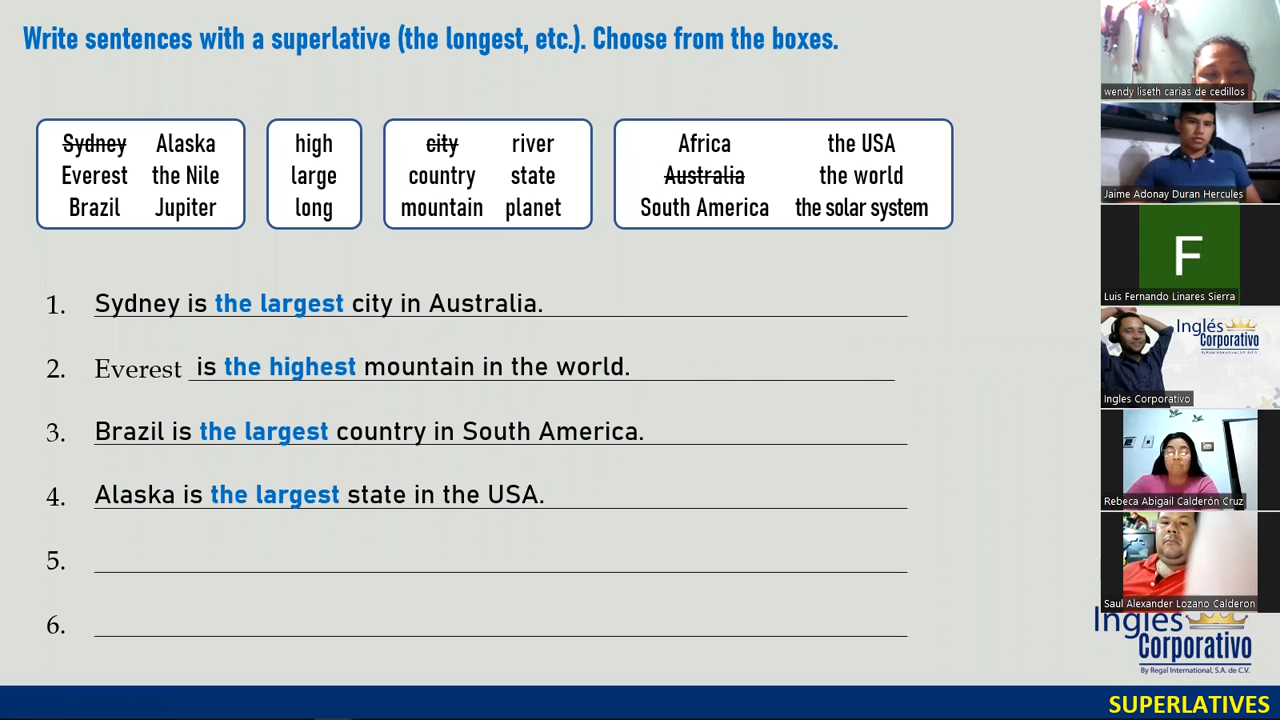 Write sentences with a superlative (the longest, etc.). Choose from the boxes.
Sydney Alaska
Everest the Nile
Brazil Jupiter
high
large
long
city river
country state
mountain planet
Africa the USA
Australia the world
South America the solar system
1. Sydney is the largest city in Australia.
2. Everest is the highest mountain in the world.
3. Brazil is the largest country in South America.
4. Alaska is the largest state in the USA.
5.
6.
wendy liseth carias de cedillos
Jaime Adonay Duran Hercules
F
Luis Fernando Linares Sierra
Inglés
Corporativo
By Regal International, S.A. de C.V.
Ingles Corporativo
Rebeca Abigail Calderón Cruz
Saul Alexander Lozano Calderon
Inglés
Corporativo
By Regal International, S.A. de C.V.
SUPERLATIVES